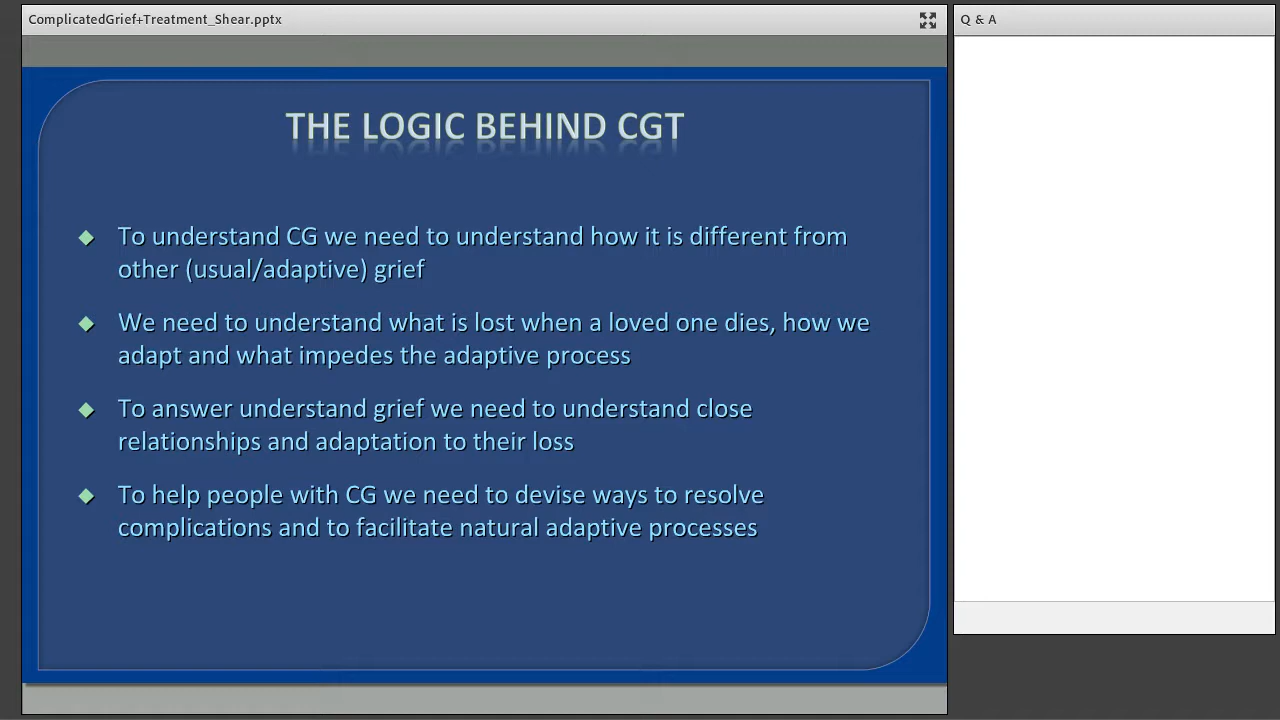 ComplicatedGrief+Treatment_Shear.pptx
Q & A
THE LOGIC BEHIND CGT
To understand CG we need to understand how it is different from
other (usual/adaptive) grief
We need to understand what is lost when a loved one dies, how we
adapt and what impedes the adaptive process
To answer understand grief we need to understand close
relationships and adaptation to their loss
To help people with CG we need to devise ways to resolve
complications and to facilitate natural adaptive processes